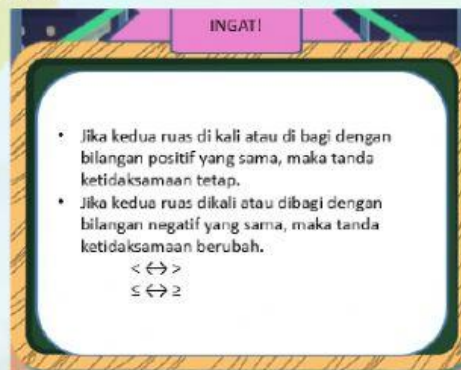 INGAT!
• Jika kedua ruas di kali atau di bagi dengan
bilangan positif yang sama, maka tanda
ketidaksamaan tetap.
• Jika kedua ruas dikali atau dibagi dengan
bilangan negatif yang sama, maka tanda
ketidaksamaan berubah.
< ↔ >
≤ ↔ ≥